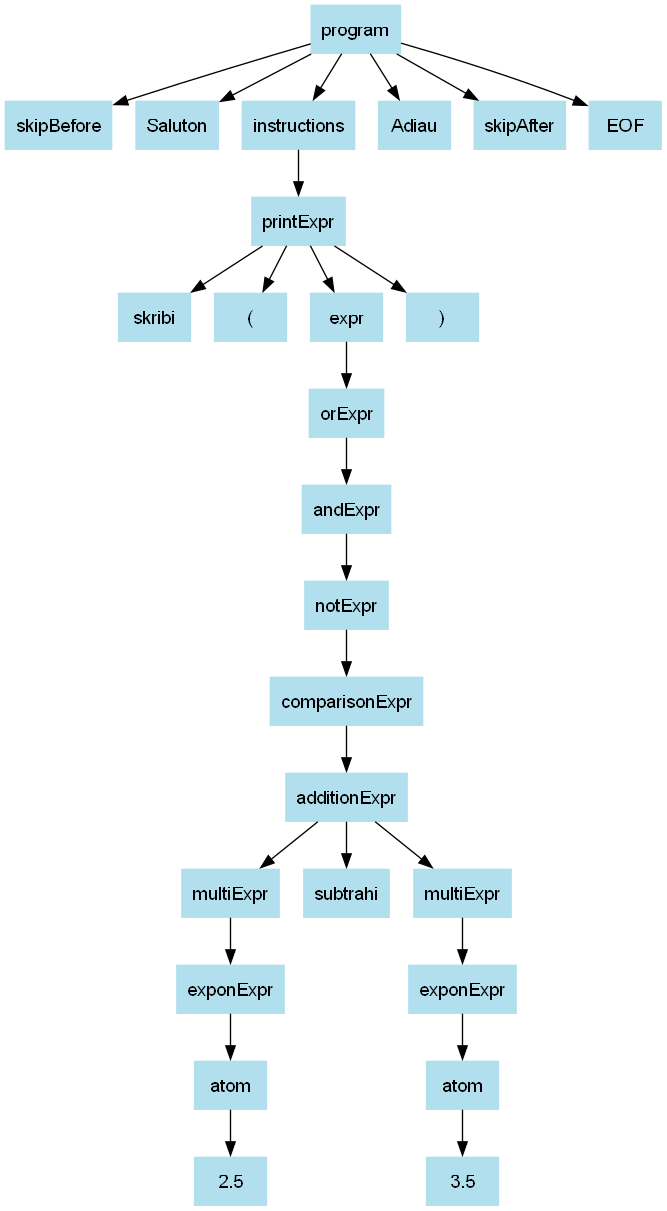 program
skipBefore Saluton instructions Adiau skipAfter EOF
printExpr
skribi ( expr )
orExpr
andExpr
notExpr
comparisonExpr
additionExpr
multiExpr subtrahi multiExpr
exponExpr exponExpr
atom atom
2.5 3.5